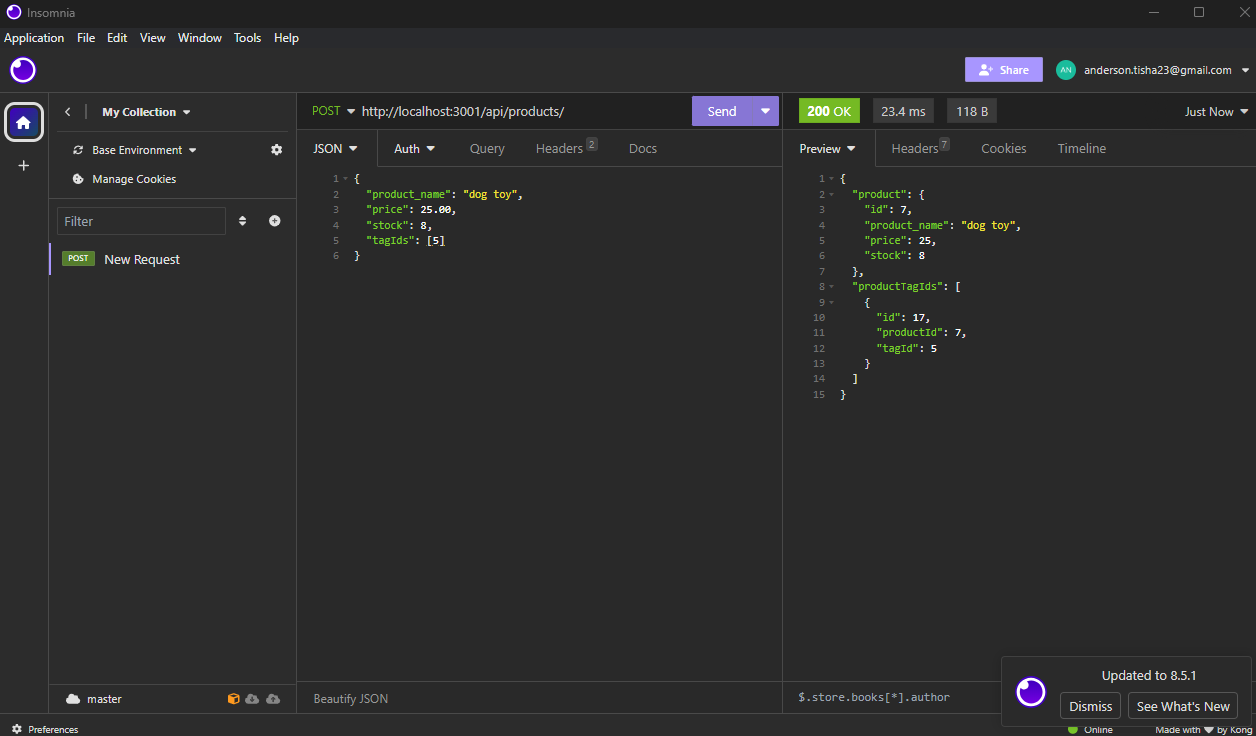 Insomnia
Application File Edit View Window Tools Help
Share
AN
anderson.tisha23@gmail.com
My Collection
Base Environment
Manage Cookies
Filter
POST New Request
master
Preferences
POST http://localhost:3001/api/products/ Send
JSON Auth Query Headers 2 Docs
1 {
2 "product_name": "dog toy",
3 "price": 25.00,
4 "stock": 8,
5 "tagIds": [5]
6 }
Beautify JSON
200 OK 23.4 ms 118 B Just Now
Preview Headers 7 Cookies Timeline
1 {
2 "product": {
3 "id": 7,
4 "product_name": "dog toy",
5 "price": 25,
6 "stock": 8
7 },
8 "productTagIds": [
9 {
10 "id": 17,
11 "productId": 7,
12 "tagId": 5
13 }
14 ]
15 }
$.store.books[*].author
Updated to 8.5.1
Dismiss See What's New
Online Made with by Kong